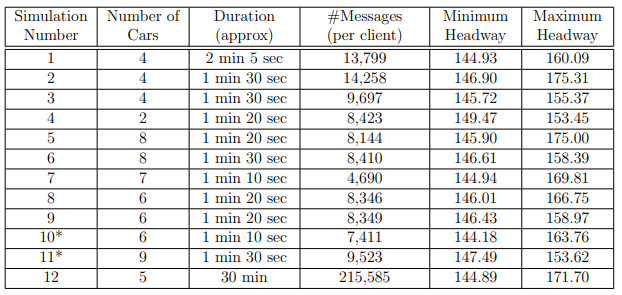 Simulation Number of Duration #Messages Minimum Maximum
Number Cars (approx) (per client) Headway Headway
1 4 2 min 5 sec 13,799 144.93 160.09
2 4 1 min 30 sec 14,258 146.90 175.31
3 4 1 min 30 sec 9,697 145.72 155.37
4 2 1 min 20 sec 8,423 149.47 153.45
5 8 1 min 20 sec 8,144 145.90 175.00
6 8 1 min 30 sec 8,410 146.61 158.39
7 7 1 min 10 sec 4,690 144.94 169.81
8 6 1 min 20 sec 8,346 146.01 166.75
9 6 1 min 20 sec 8,349 146.43 158.97
10* 6 1 min 10 sec 7,411 144.18 163.76
11* 9 1 min 30 sec 9,523 147.49 153.62
12 5 30 min 215,585 144.89 171.70